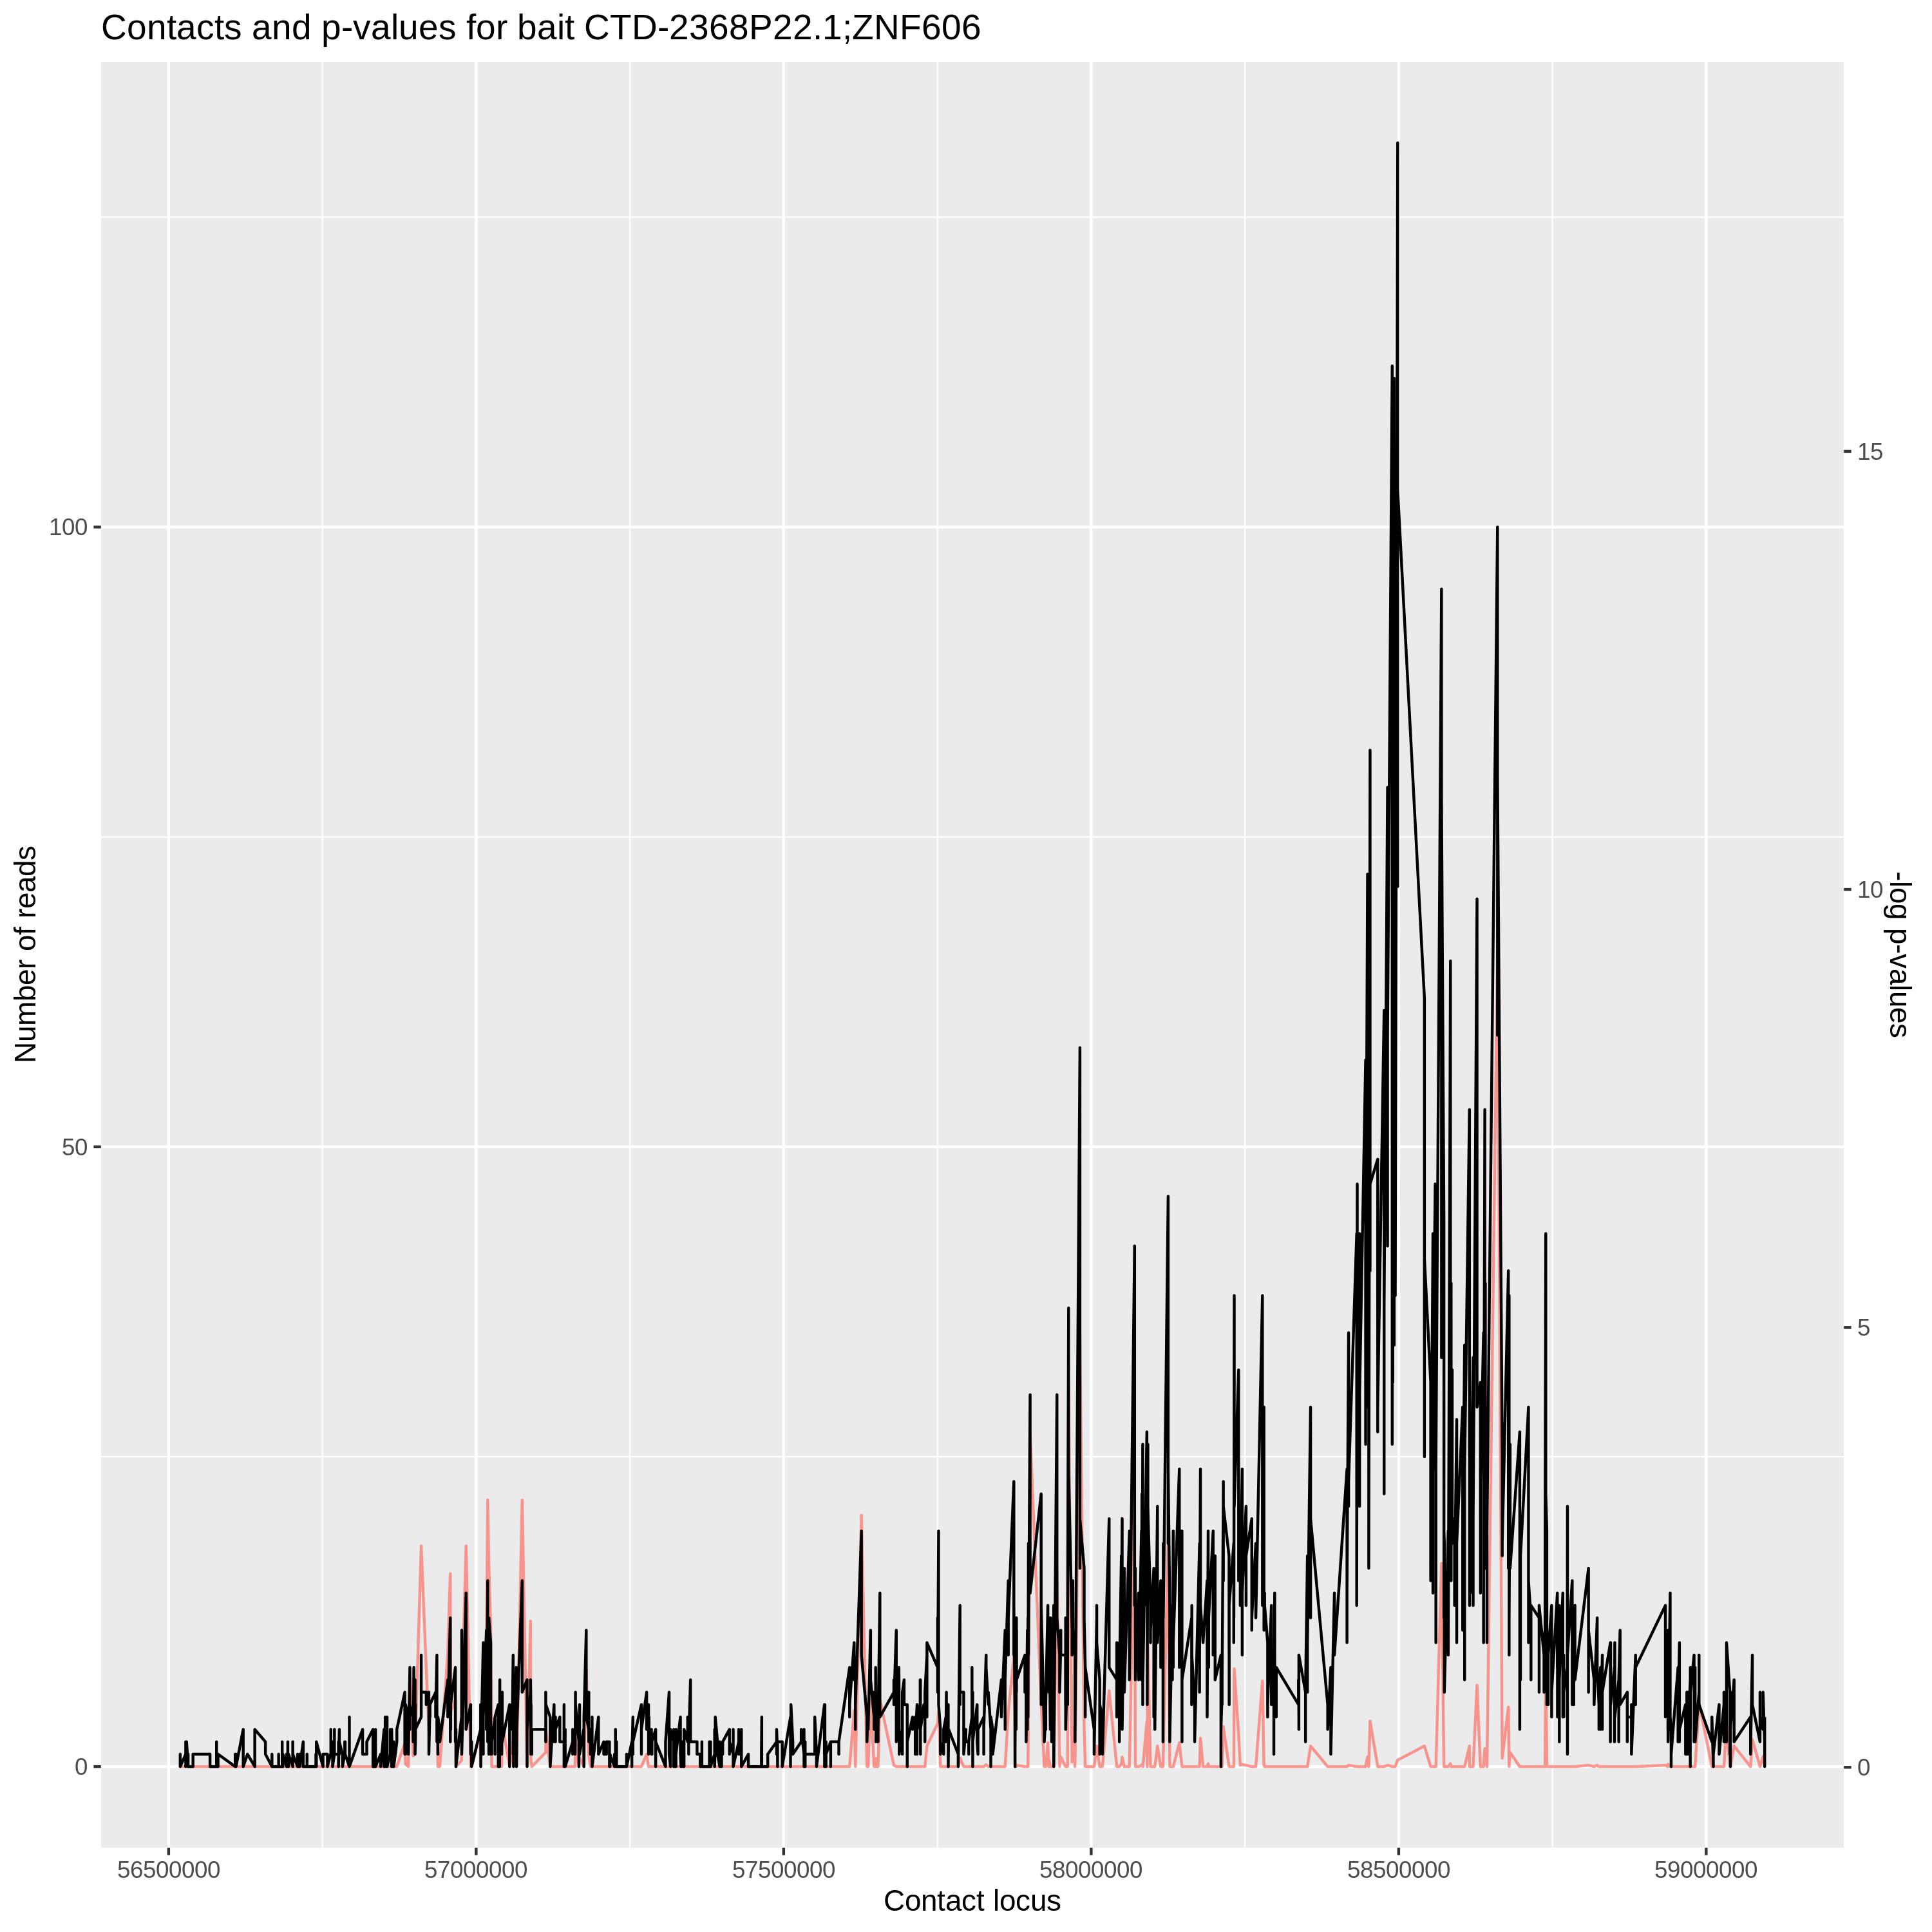 Contacts and p-values for bait CTD-2368P22.1;ZNF606
Number of reads
100
50
0
15
10
5
0
-log p-values
56500000 57000000 57500000 58000000 58500000 59000000
Contact locus